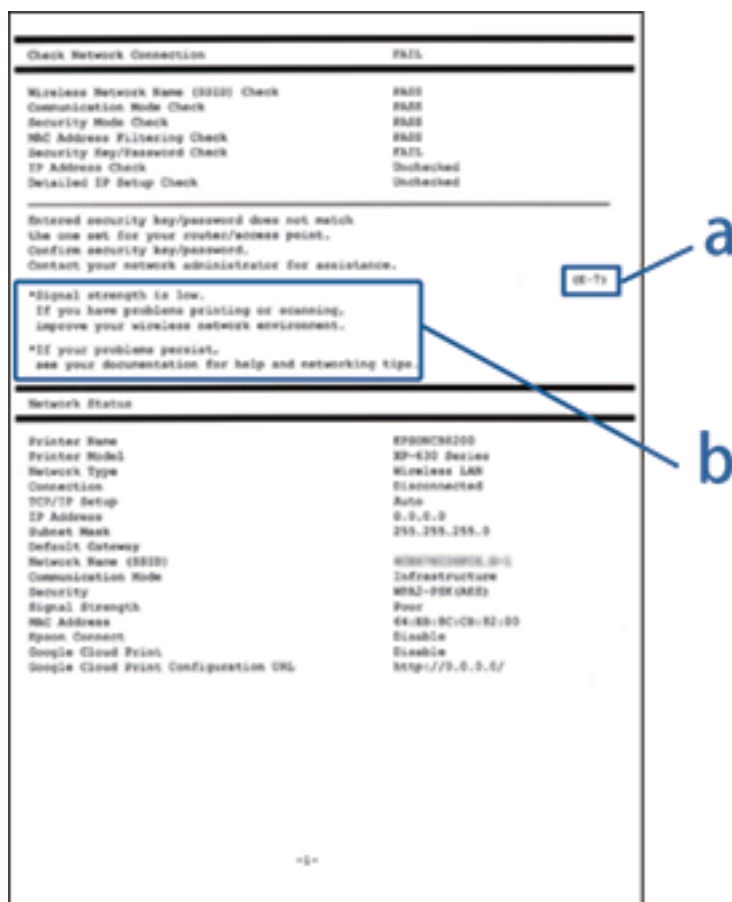 Check Network Connection FAIL
Wireless Network Name (SSID) Check PASS
Communication Mode Check PASS
Security Mode Check PASS
MAC Address Filtering Check PASS
Security Key/Password Check FAIL
IP Address Check Unchecked
Detailed IP Setup Check Unchecked
Entered security key/password does not match
the one set for your router/access point.
Confirm security key/password.
Contact your network administrator for assistance.
(E-7)
a
*Signal strength is low.
If you have problems printing or scanning,
improve your wireless network environment.
*If your problems persist,
see your documentation for help and networking tips.
b
Network Status
Printer Name
Printer Model XP-630 Series
Network Type Wireless LAN
Connection Disconnected
TCP/IP Setup Auto
IP Address 0.0.0.0
Subnet Mask 255.255.255.0
Default Gateway
Network Name (SSID)
Communication Mode Infrastructure
Security WPA2-PSK(AES)
Signal Strength Poor
MAC Address
Epson Connect Disable
Google Cloud Print Disable
Google Cloud Print Configuration URL http://0.0.0.0/
-1-